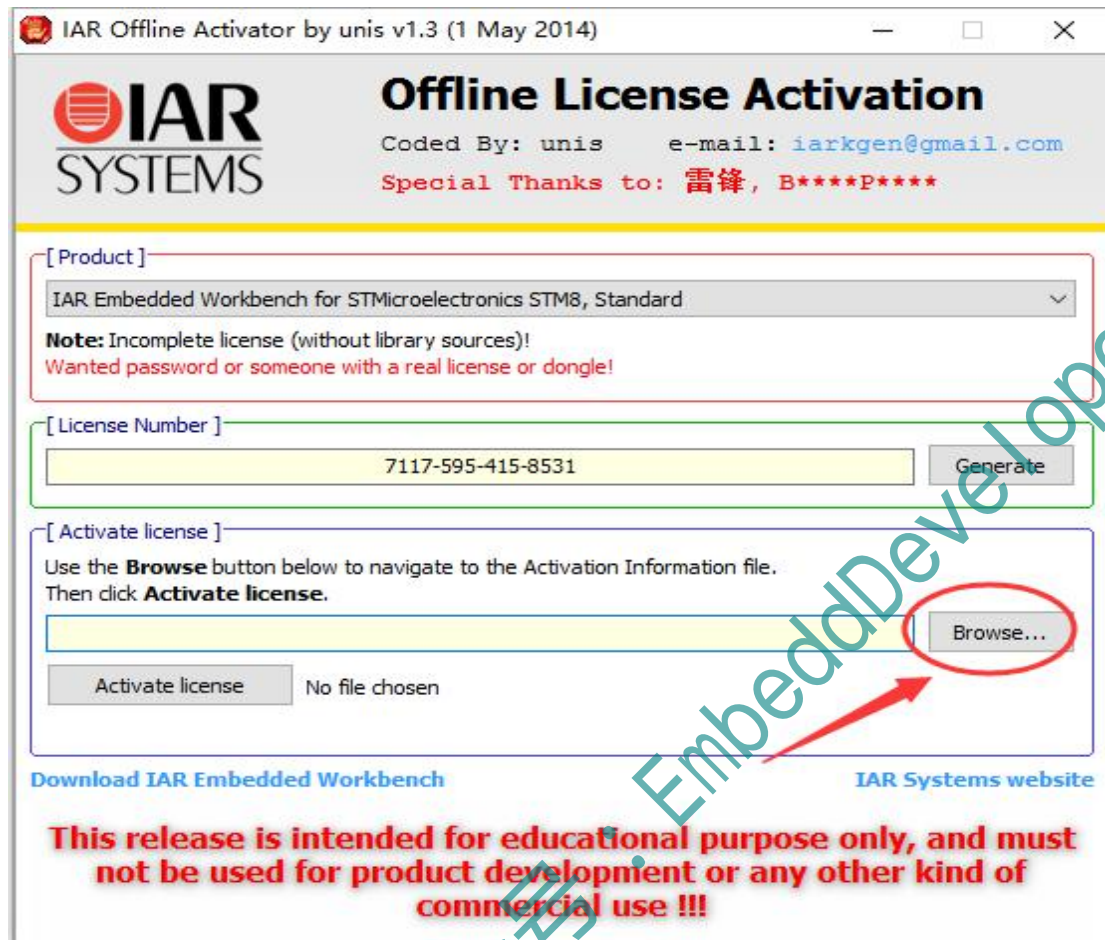 IAR Offline Activator by unis v1.3 (1 May 2014)
IAR
SYSTEMS
Offline License Activation
Coded By: unis e-mail: iarkgen@gmail.com
Special Thanks to: 雷锋, B****P****
[ Product ]
IAR Embedded Workbench for STMicroelectronics STM8, Standard
Note: Incomplete license (without library sources)!
Wanted password or someone with a real license or dongle!
[ License Number ]
7117-595-415-8531
Generate
[ Activate license ]
Use the Browse button below to navigate to the Activation Information file.
Then click Activate license.
Browse...
Activate license
No file chosen
Download IAR Embedded Workbench
IAR Systems website
This release is intended for educational purpose only, and must
not be used for product development or any other kind of
commercial use !!!
号 · EmbeddDevelope